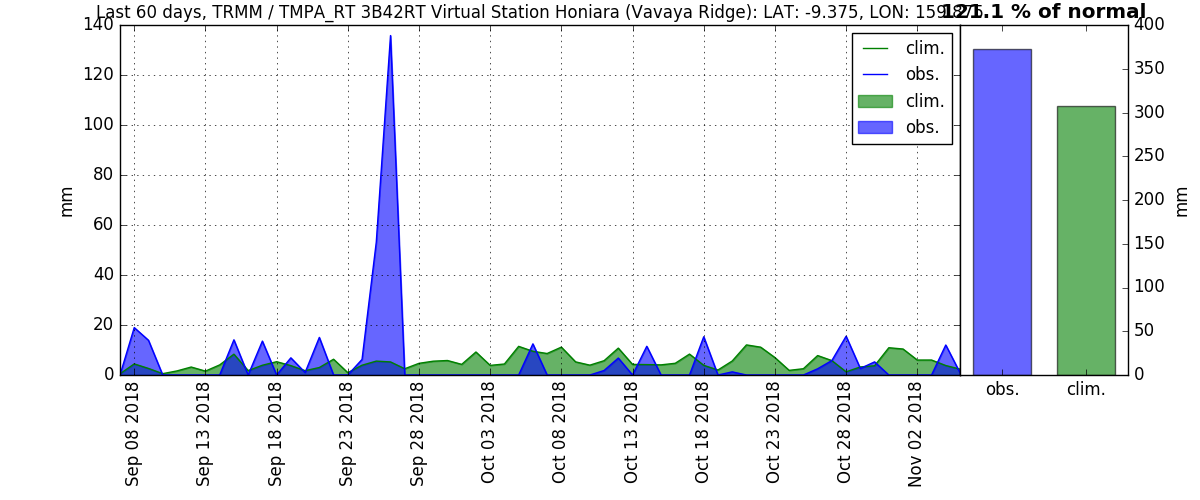 Last 60 days, TRMM / TMPA_RT 3B42RT Virtual Station Honiara (Vavaya Ridge): LAT: -9.375, LON:
121.1 % of normal
140
120
100
80
60
40
20
0
mm
clim.
obs.
clim.
obs.
Sep 08 2018
Sep 13 2018
Sep 18 2018
Sep 23 2018
Sep 28 2018
Oct 03 2018
Oct 08 2018
Oct 13 2018
Oct 18 2018
Oct 23 2018
Oct 28 2018
Nov 02 2018
400
350
300
250
200
150
100
50
0
mm
obs.
clim.